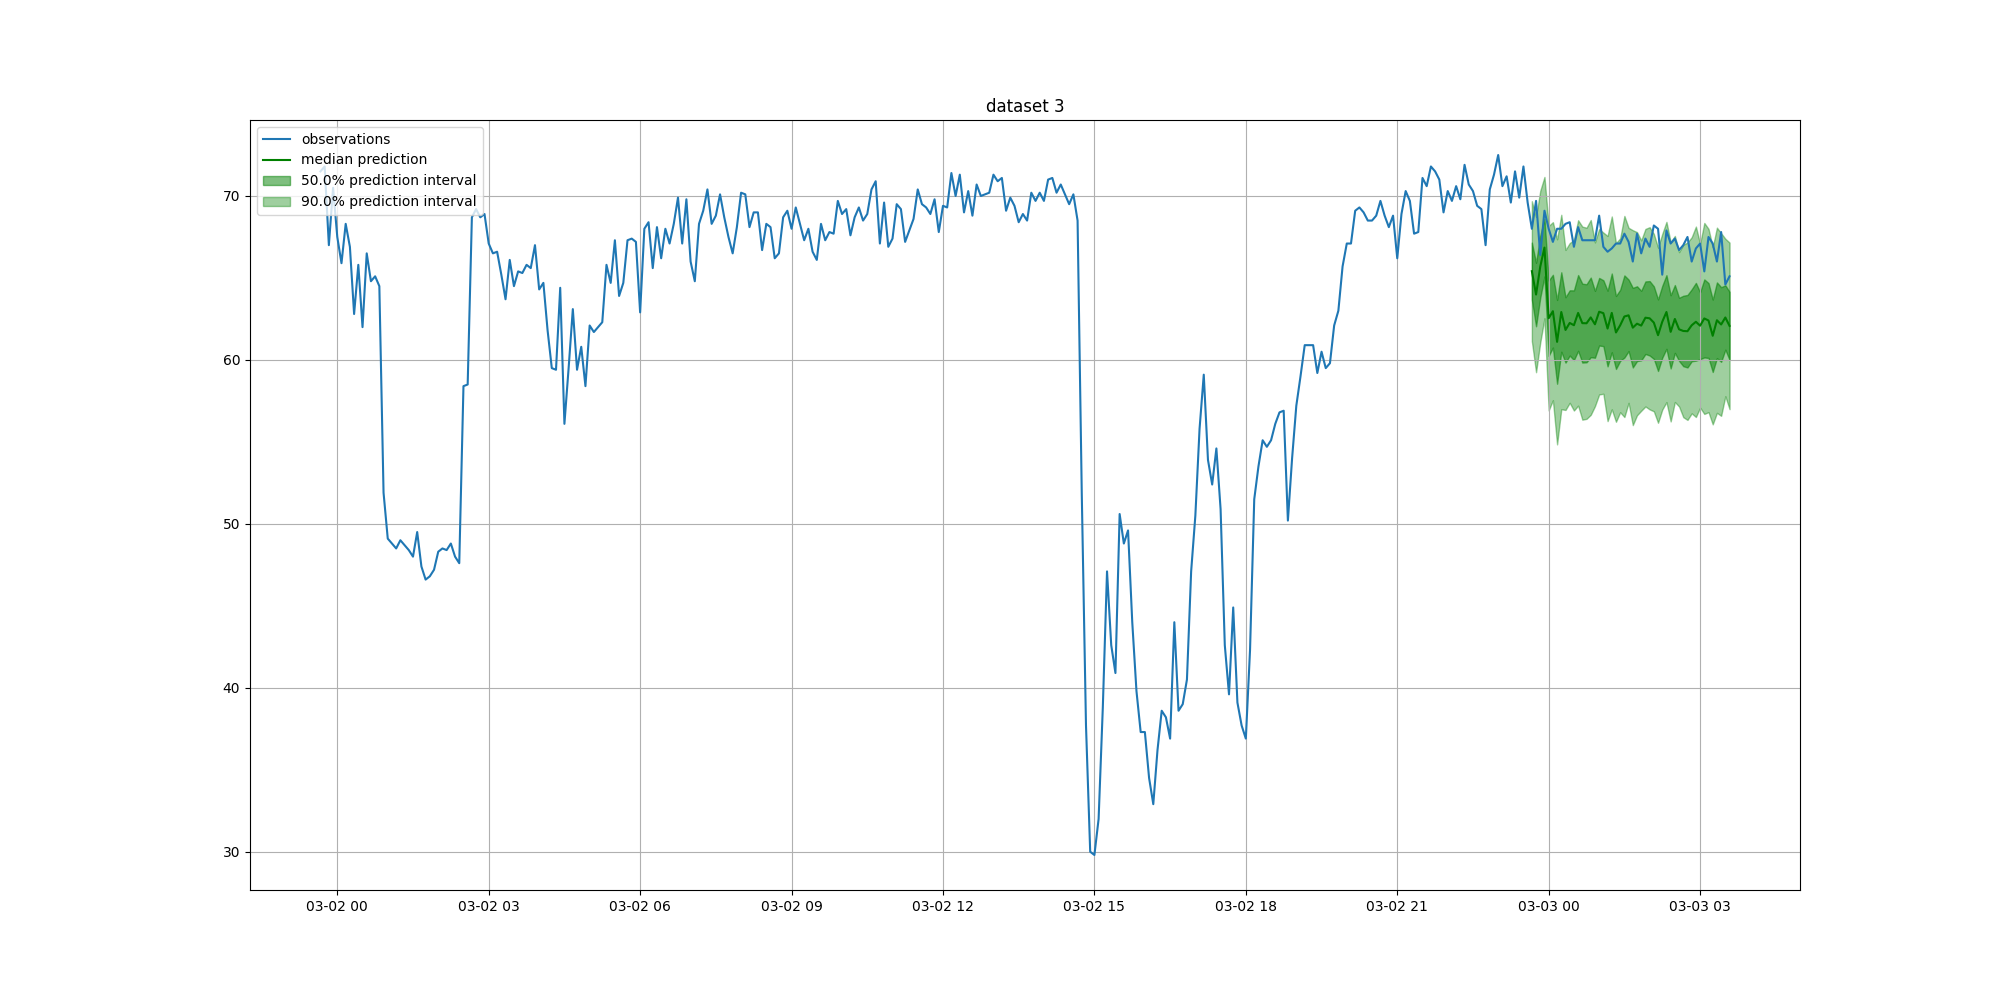 dataset 3
observations
median prediction
50.0% prediction interval
90.0% prediction interval
70
60
50
40
30
03-02 00 03-02 03 03-02 06 03-02 09 03-02 12 03-02 15 03-02 18 03-02 21 03-03 00 03-03 03